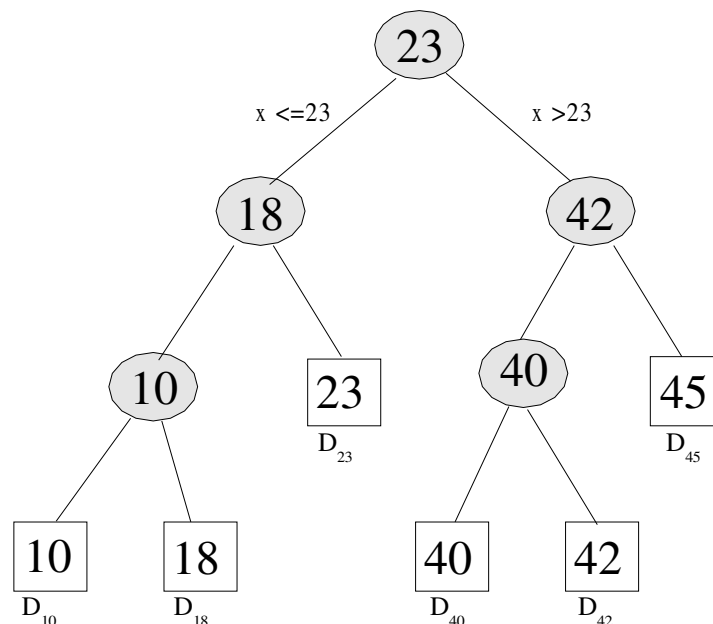 23
x <=23
x >23
18
42
10
23
40
45
D₂₃
D₄₅
10
18
40
42
D₁₀
D₁₈
D₄₀
D₄₂